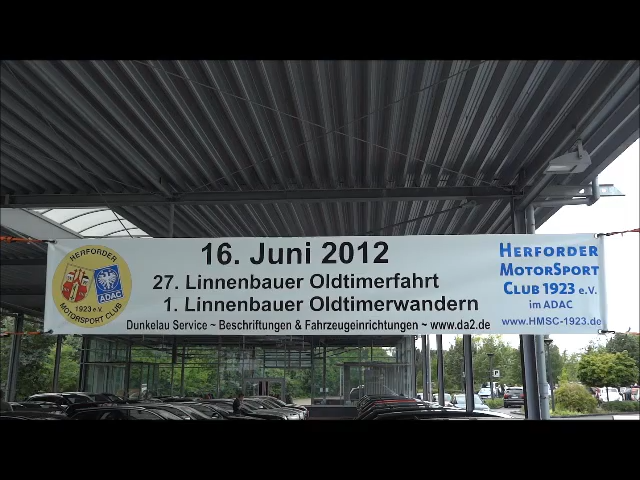 16. Juni 2012
27. Linnenbauer Oldtimerfahrt
1. Linnenbauer Oldtimerwandern
Dunkelau Service ~ Beschriftungen & Fahrzeugeinrichtungen ~ www.da2.de
HERFORDER
ADAC
1923 e.V.
MOTORSPORT CLUB
HERFORDER
MOTORSPORT
CLUB 1923 e.V.
im ADAC
www.HMSC-1923.de
P